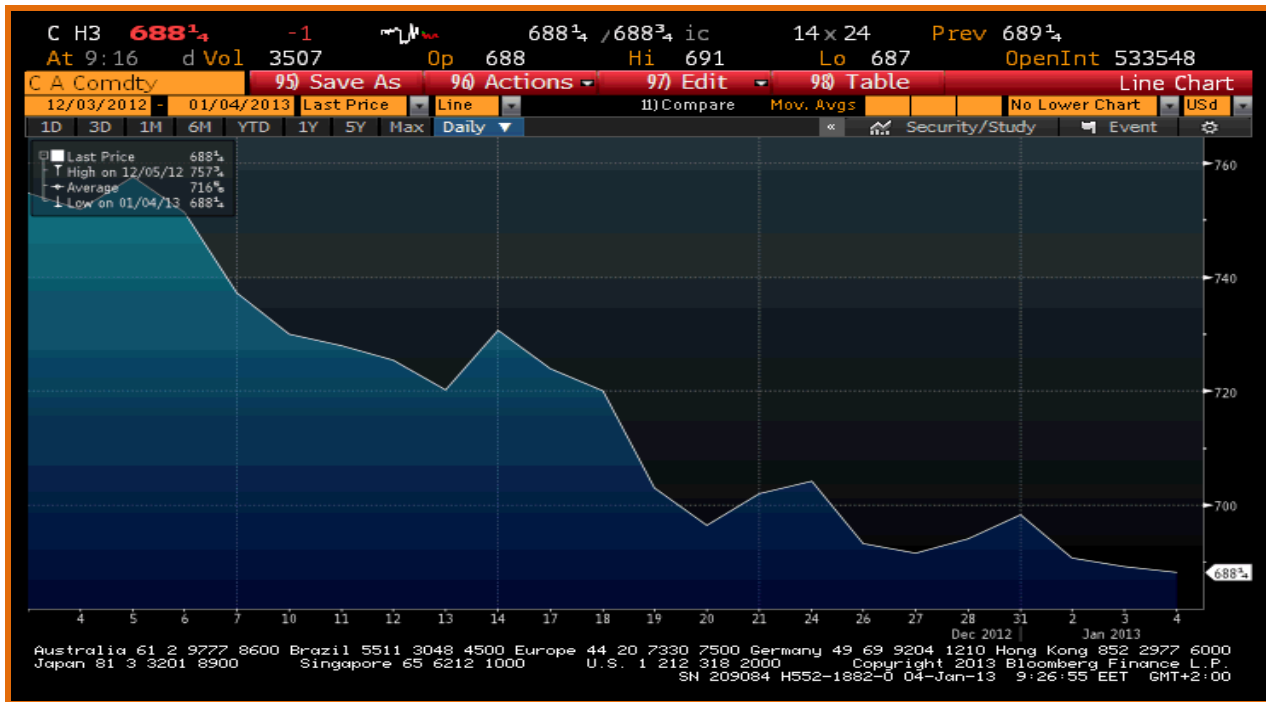 C H3 688¼ -1 688¼ /688¾ ic 14 x 24 Prev 689¼
At 9:16 d Vol 3507 Op 688 Hi 691 Lo 687 OpenInt 533548
C A Comdty 95) Save As 96) Actions 97) Edit 98) Table Line Chart
12/03/2012 - 01/04/2013 Last Price Line 11) Compare Mov. Avgs No Lower Chart USd
1D 3D 1M 6M YTD 1Y 5Y Max Daily ▼ « Security/Study Event
Last Price 688¼
High on 12/05/12 757¾
Average 716⅝
Low on 01/04/13 688¼
760
740
720
700
688¼
4 5 6 7 10 11 12 13 14 17 18 19 20 21 24 26 27 28 31 2 3 4
Dec 2012 Jan 2013
Australia 61 2 9777 8600 Brazil 5511 3048 4500 Europe 44 20 7330 7500 Germany 49 69 9204 1210 Hong Kong 852 2977 6000
Japan 81 3 3201 8900 Singapore 65 6212 1000 U.S. 1 212 318 2000 Copyright 2013 Bloomberg Finance L.P.
SN 209084 H552-1882-0 04-Jan-13 9:26:55 EET GMT+2:00